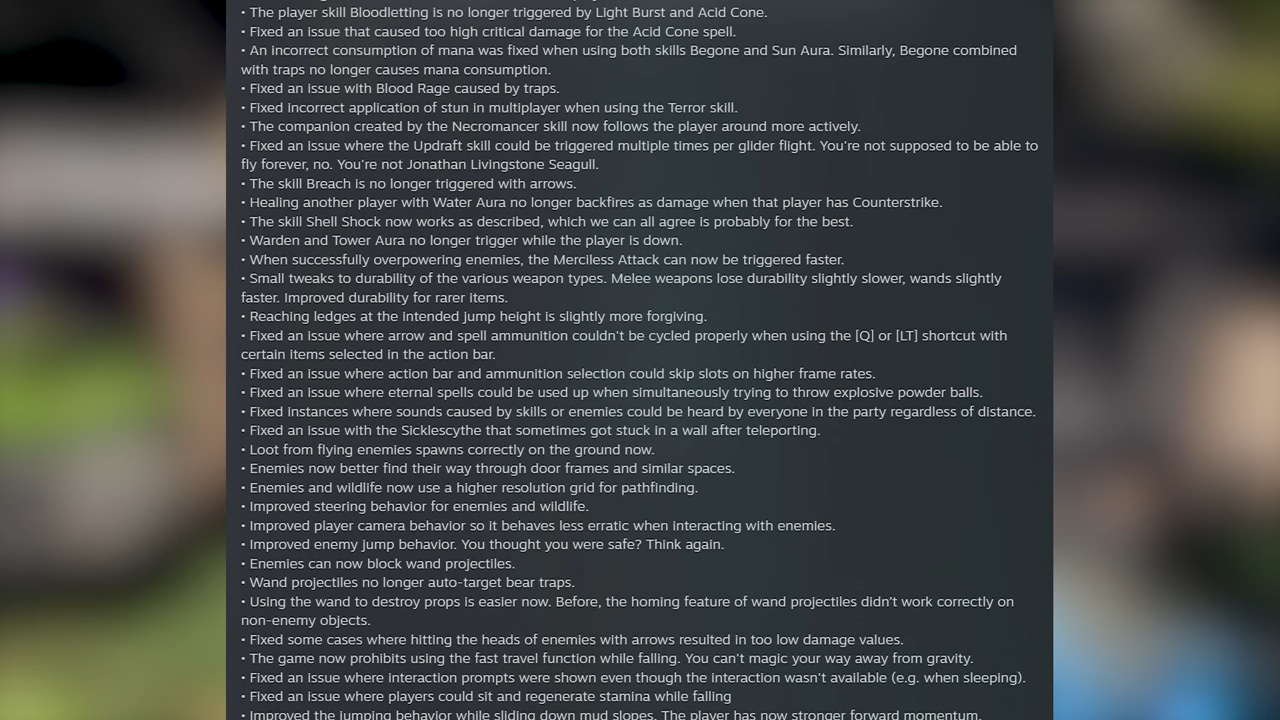 • The player skill Bloodletting is no longer triggered by Light Burst and Acid Cone.
• Fixed an issue that caused too high critical damage for the Acid Cone spell.
• An incorrect consumption of mana was fixed when using both skills Begone and Sun Aura. Similarly, Begone combined
with traps no longer causes mana consumption.
• Fixed an issue with Blood Rage caused by traps.
• Fixed incorrect application of stun in multiplayer when using the Terror skill.
• The companion created by the Necromancer skill now follows the player around more actively.
• Fixed an issue where the Updraft skill could be triggered multiple times per glider flight. You're not supposed to be able to
fly forever, no. You're not Jonathan Livingstone Seagull.
• The skill Breach is no longer triggered with arrows.
• Healing another player with Water Aura no longer backfires as damage when that player has Counterstrike.
• The skill Shell Shock now works as described, which we can all agree is probably for the best.
• Warden and Tower Aura no longer trigger while the player is down.
• When successfully overpowering enemies, the Merciless Attack can now be triggered faster.
• Small tweaks to durability of the various weapon types. Melee weapons lose durability slightly slower, wands slightly
faster. Improved durability for rarer items.
• Reaching ledges at the intended jump height is slightly more forgiving.
• Fixed an issue where arrow and spell ammunition couldn't be cycled properly when using the [Q] or [LT] shortcut with
certain items selected in the action bar.
• Fixed an issue where action bar and ammunition selection could skip slots on higher frame rates.
• Fixed an issue where eternal spells could be used up when simultaneously trying to throw explosive powder balls.
• Fixed instances where sounds caused by skills or enemies could be heard by everyone in the party regardless of distance.
• Fixed an issue with the Sicklescythe that sometimes got stuck in a wall after teleporting.
• Loot from flying enemies spawns correctly on the ground now.
• Enemies now better find their way through door frames and similar spaces.
• Enemies and wildlife now use a higher resolution grid for pathfinding.
• Improved steering behavior for enemies and wildlife.
• Improved player camera behavior so it behaves less erratic when interacting with enemies.
• Improved enemy jump behavior. You thought you were safe? Think again.
• Enemies can now block wand projectiles.
• Wand projectiles no longer auto-target bear traps.
• Using the wand to destroy props is easier now. Before, the homing feature of wand projectiles didn't work correctly on
non-enemy objects.
• Fixed some cases where hitting the heads of enemies with arrows resulted in too low damage values.
• The game now prohibits using the fast travel function while falling. You can't magic your way away from gravity.
• Fixed an issue where interaction prompts were shown even though the interaction wasn't available (e.g. when sleeping).
• Fixed an issue where players could sit and regenerate stamina while falling
• Improved the jumping behavior while sliding down mud slopes. The player has now stronger forward momentum.